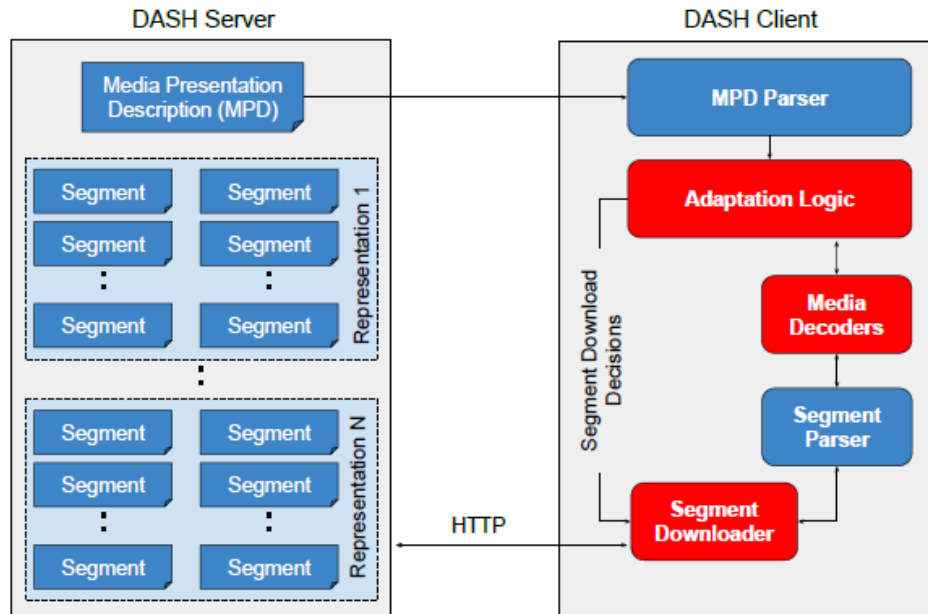 DASH Server
Media Presentation
Description (MPD)
Segment
Segment
Segment
Segment
Segment
Segment
Representation 1
Segment
Segment
Segment
Segment
Segment
Segment
Representation N
HTTP
DASH Client
MPD Parser
Adaptation Logic
Segment Download
Decisions
Media
Decoders
Segment
Parser
Segment
Downloader